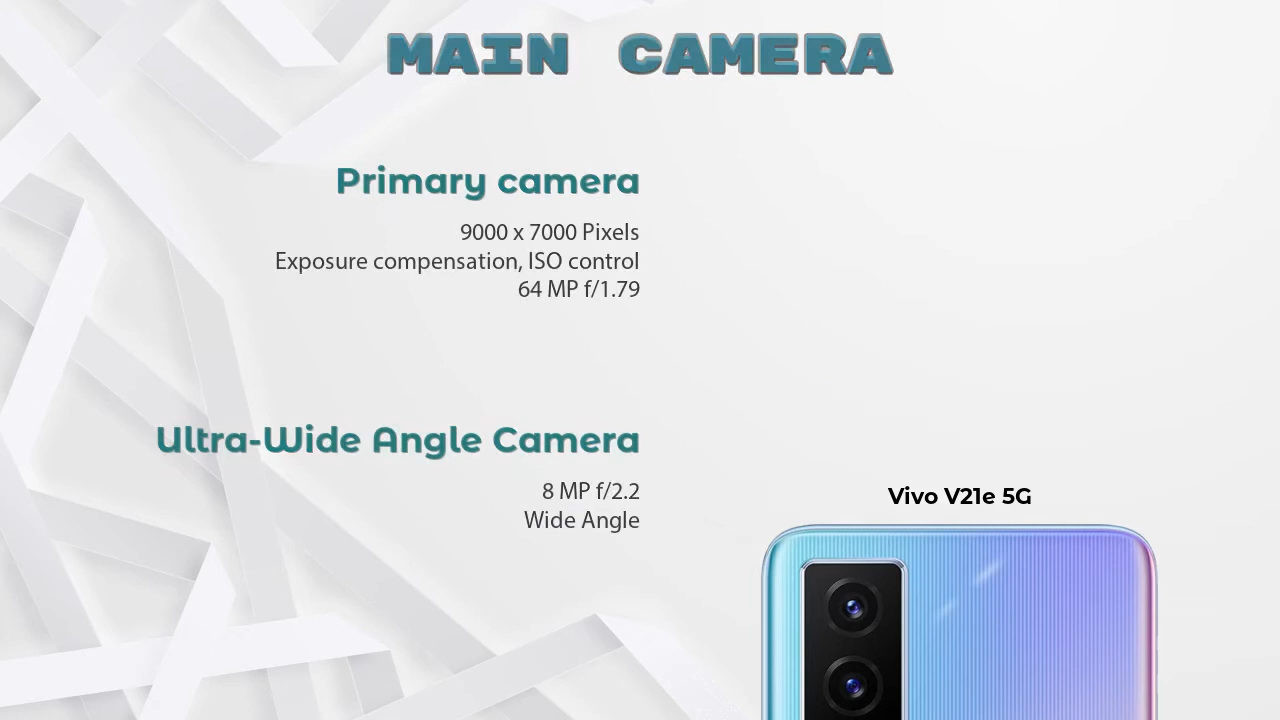 MAIN CAMERA
Primary camera
9000 x 7000 Pixels
Exposure compensation, ISO control
64 MP f/1.79
Ultra-Wide Angle Camera
8 MP f/2.2
Wide Angle
Vivo V21e 5G